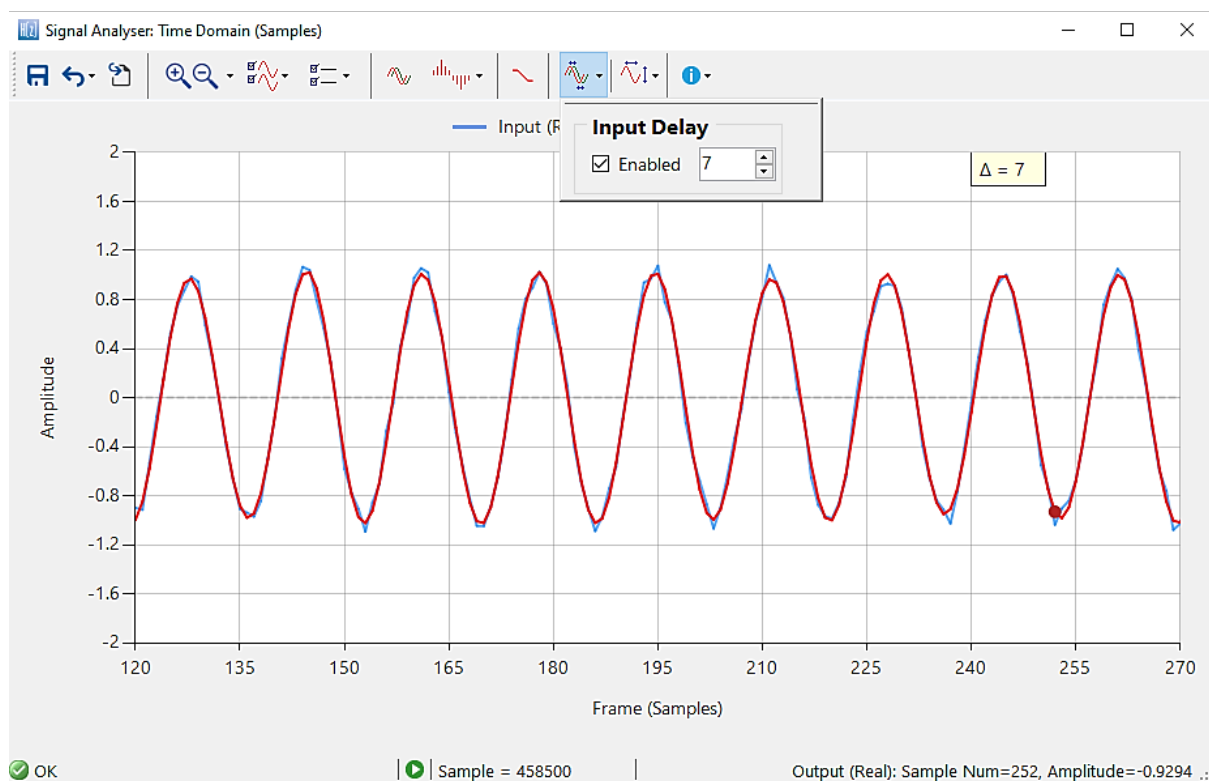 Signal Analyser: Time Domain (Samples)
Input (R
Input Delay
Enabled 7
Δ = 7
2
1.6
1.2
0.8
0.4
0
-0.4
-0.8
-1.2
-1.6
-2
Amplitude
120 135 150 165 180 195 210 225 240 255 270
Frame (Samples)
OK
Sample = 458500
Output (Real): Sample Num=252, Amplitude=-0.9294